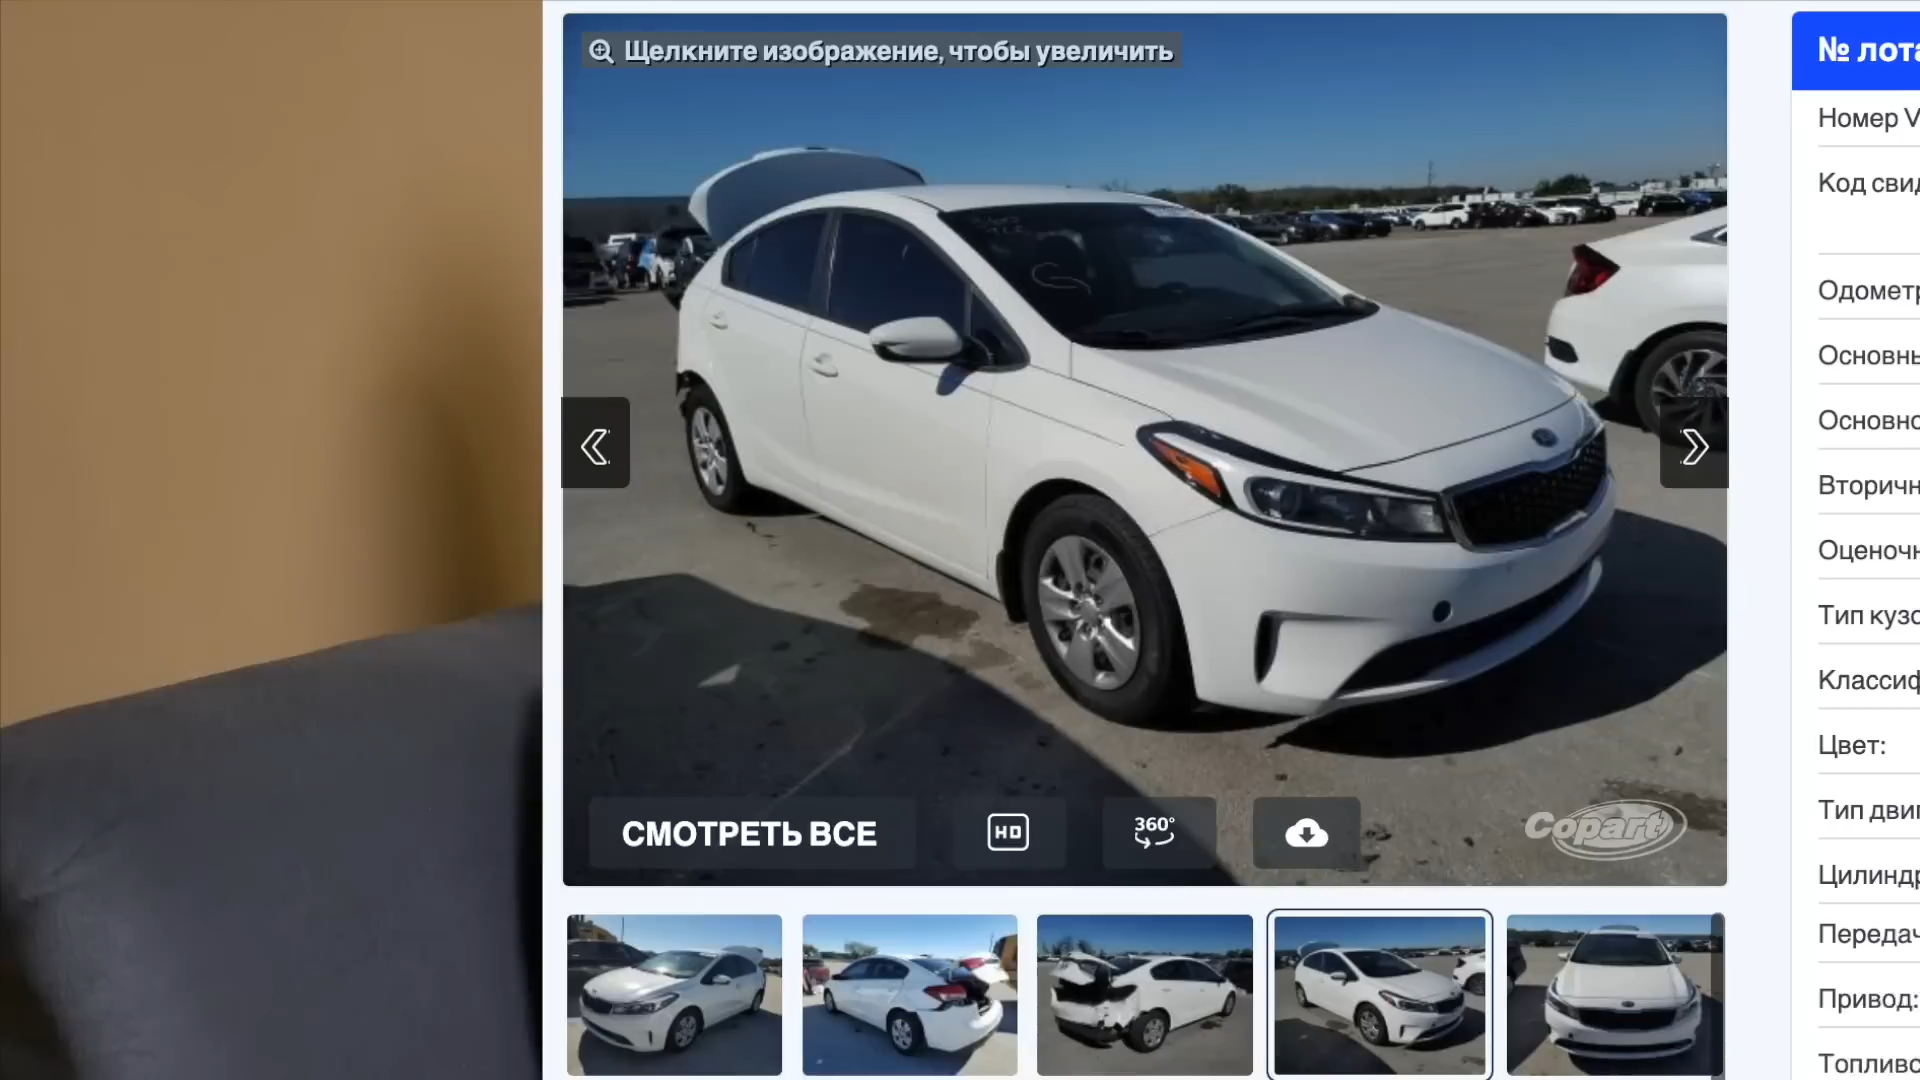 Щелкните изображение, чтобы увеличить
СМОТРЕТЬ ВСЕ
HD
360°
Copart
№ лота
Номер V
Код свид
Одометр
Основны
Основно
Вторичн
Оценочн
Тип кузо
Классиф
Цвет:
Тип двиг
Цилиндр
Передач
Привод:
Топливо